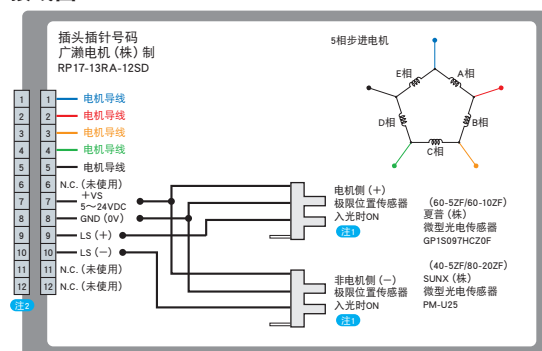 插头插针号码
广濑电机（株）制
RP17-13RA-12SD
5相步进电机
E相
A相
D相
B相
C相
1 1 电机导线
2 2 电机导线
3 3 电机导线
4 4 电机导线
5 5 电机导线
6 6 N.C.（未使用）
7 7 ＋VS
5～24VDC
8 8 GND（0V）
9 9 LS（＋）
10 10 LS（－）
11 11 N.C.（未使用）
12 12 N.C.（未使用）
注2
电机侧（＋）
极限位置传感器
入光时ON
注1
（60-5ZF/60-10ZF）
夏普（株）
微型光电传感器
GP1S097HCZ0F
非电机侧（－）
极限位置传感器
入光时ON
注1
（40-5ZF/80-20ZF）
SUNX（株）
微型光电传感器
PM-U25